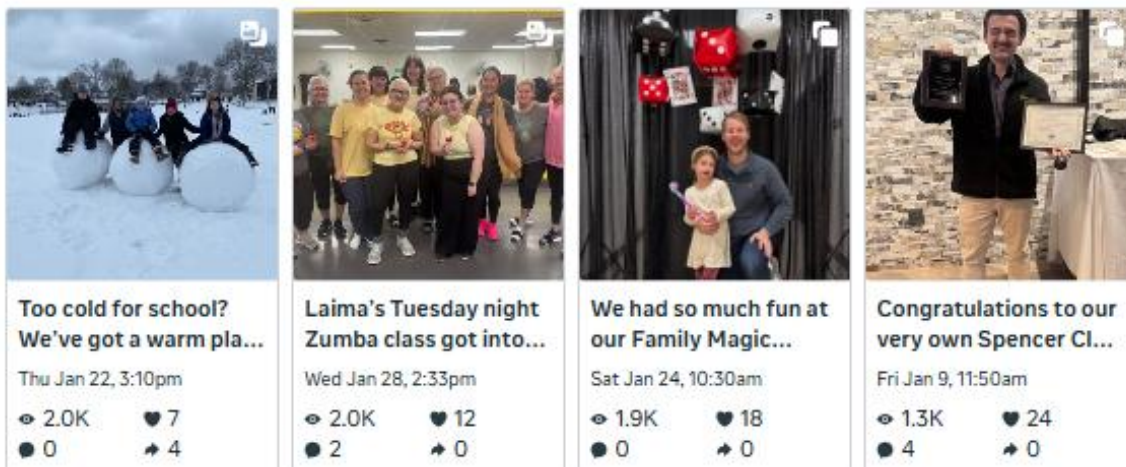 Too cold for school?
We've got a warm pla...
Thu Jan 22, 3:10pm
2.0K 7
0 4
Laima's Tuesday night
Zumba class got into...
Wed Jan 28, 2:33pm
2.0K 12
2 0
We had so much fun at
our Family Magic...
Sat Jan 24, 10:30am
1.9K 18
0 0
Congratulations to our
very own Spencer Cl...
Fri Jan 9, 11:50am
1.3K 24
4 0